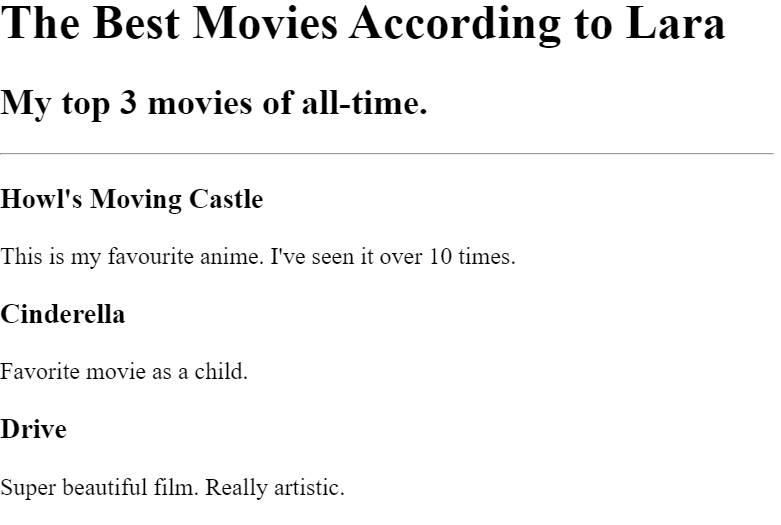 The Best Movies According to Lara
My top 3 movies of all-time.
Howl's Moving Castle
This is my favourite anime. I've seen it over 10 times.
Cinderella
Favorite movie as a child.
Drive
Super beautiful film. Really artistic.